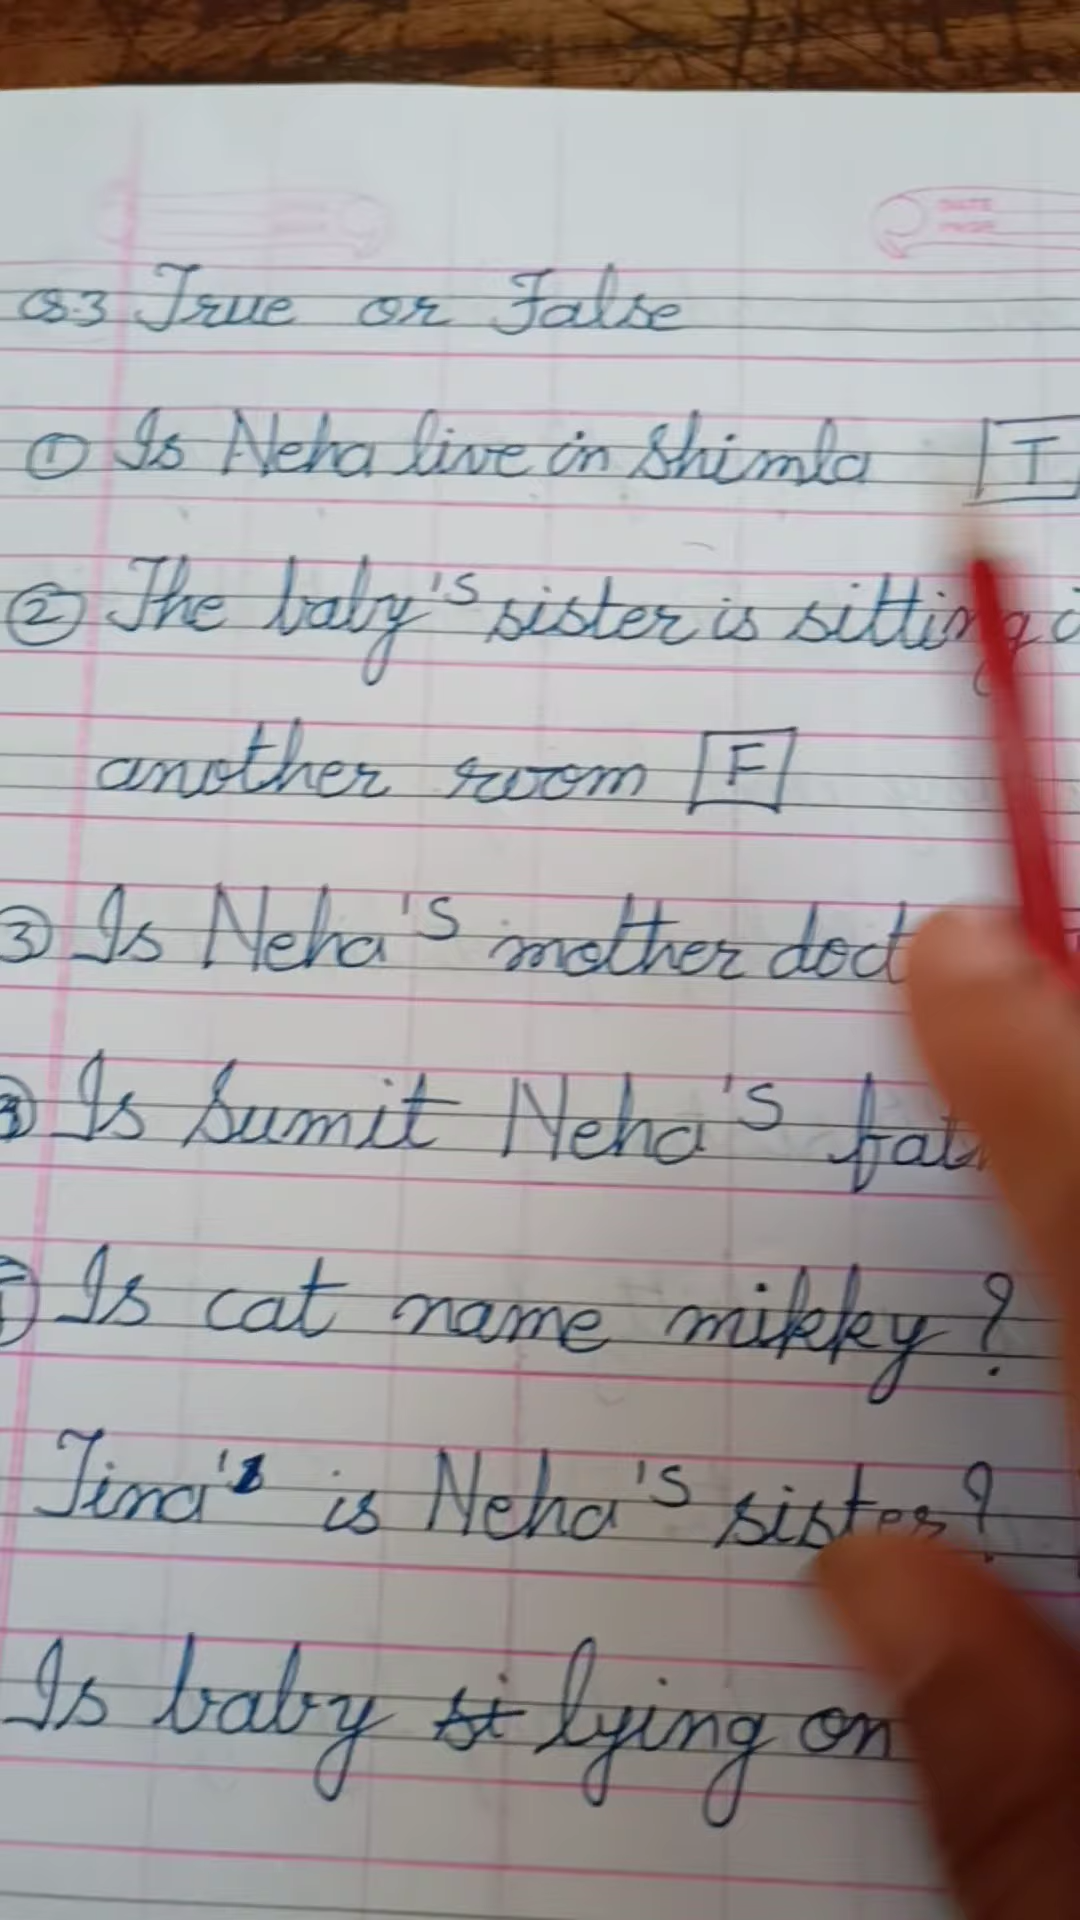 Q.3 True or False
① Is Neha live in Shimla T
② The baby's sister is sitting
another room F
③ Is Neha's mother
Is Sumit Neha's
Is cat name mikky?
Tina's is Neha's sister?
Is baby lying on